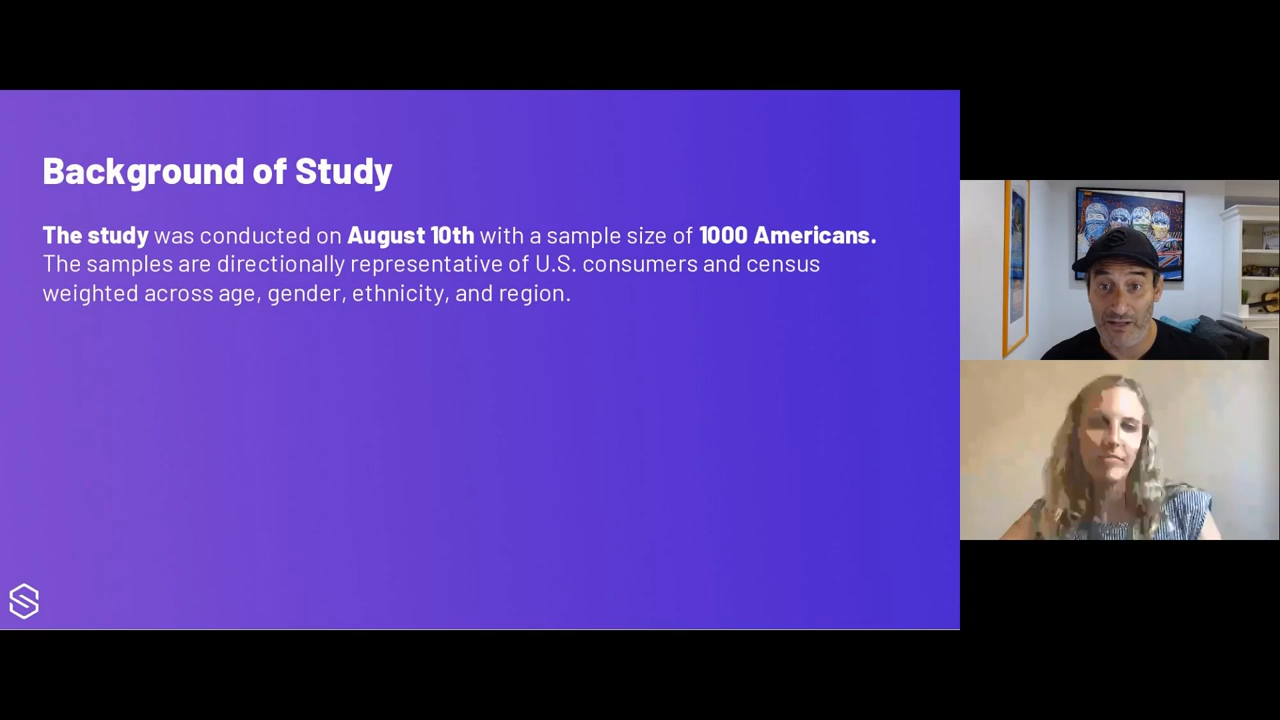 Background of Study
The study was conducted on August 10th with a sample size of 1000 Americans.
The samples are directionally representative of U.S. consumers and census
weighted across age, gender, ethnicity, and region.